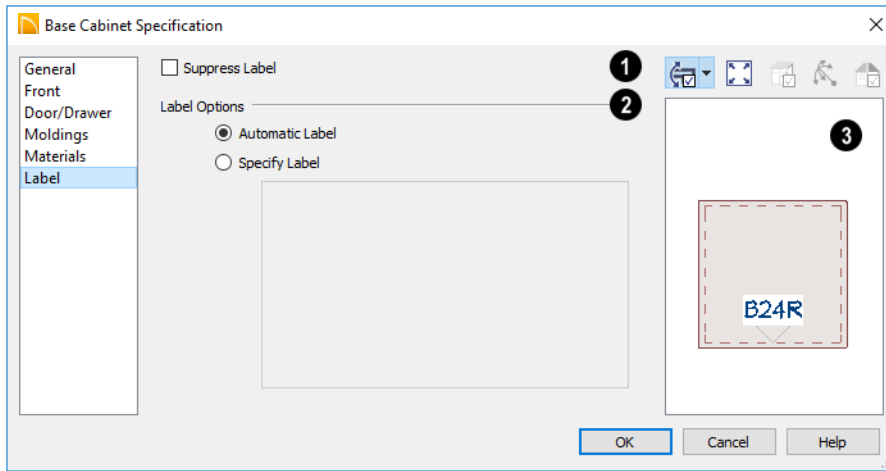 Base Cabinet Specification
General
Front
Door/Drawer
Moldings
Materials
Label
Suppress Label
1
Label Options
2
Automatic Label
Specify Label
3
B24R
OK
Cancel
Help